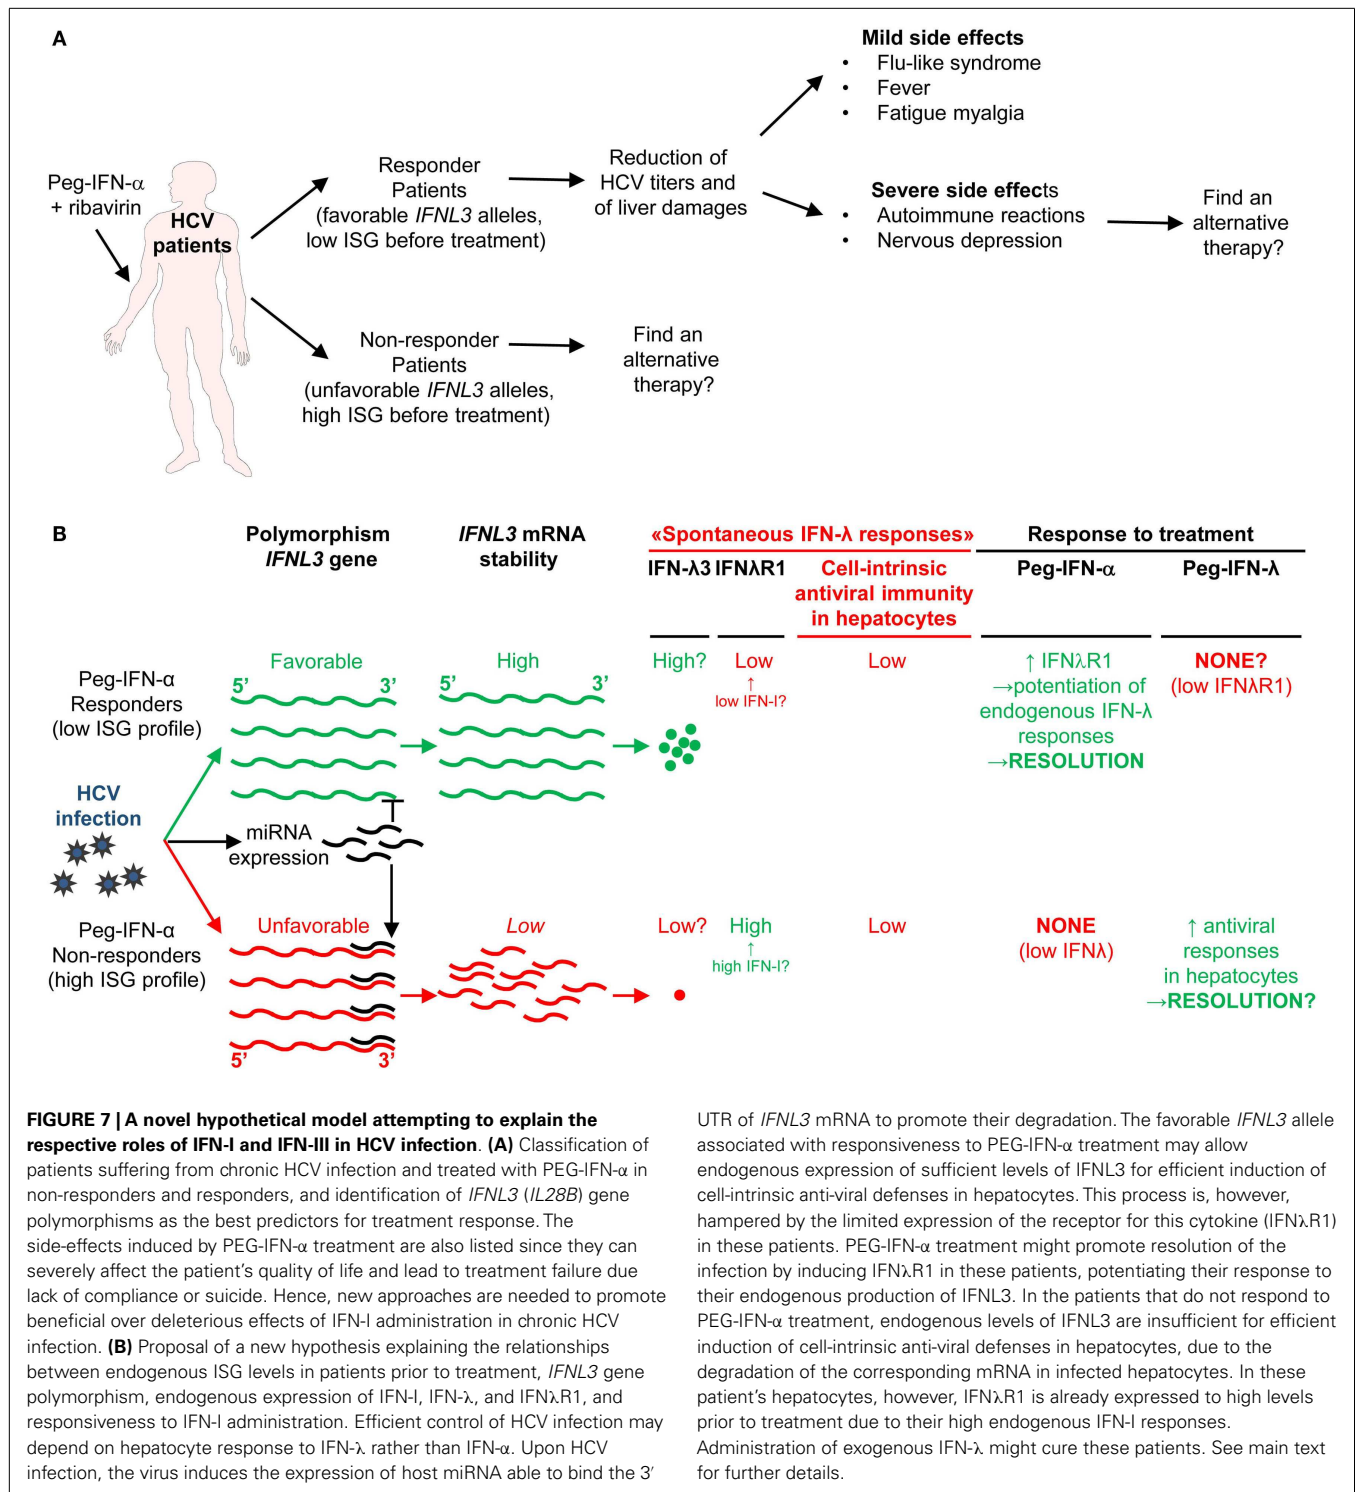 A
Peg-IFN-α
+ ribavirin
HCV
patients
Responder
Patients
(favorable IFNL3 alleles,
low ISG before treatment)
Reduction of
HCV titers and
of liver damages
Mild side effects
• Flu-like syndrome
• Fever
• Fatigue myalgia
Severe side effects
• Autoimmune reactions
• Nervous depression
Find an
alternative
therapy?
Non-responder
Patients
(unfavorable IFNL3 alleles,
high ISG before treatment)
Find an
alternative
therapy?
B
Polymorphism
IFNL3 gene
IFNL3 mRNA
stability
«Spontaneous IFN-λ responses»
Response to treatment
IFN-λ3 IFNλR1
Cell-intrinsic
antiviral immunity
in hepatocytes
Peg-IFN-α
Peg-IFN-λ
Peg-IFN-α
Responders
(low ISG profile)
Favorable
5’ 3’
High
5’ 3’
High?
Low
↑
low IFN-I?
Low
↑ IFNλR1
→potentiation of
endogenous IFN-λ
responses
→RESOLUTION
NONE?
(low IFNλR1)
HCV
infection
miRNA
expression
Peg-IFN-α
Non-responders
(high ISG profile)
Unfavorable
5’ 3’
Low
Low?
High
↑
high IFN-I?
Low
NONE
(low IFNλ)
↑ antiviral
responses
in hepatocytes
→RESOLUTION?
FIGURE 7 | A novel hypothetical model attempting to explain the
respective roles of IFN-I and IFN-III in HCV infection. (A) Classification of
patients suffering from chronic HCV infection and treated with PEG-IFN-α in
non-responders and responders, and identification of IFNL3 (IL28B) gene
polymorphisms as the best predictors for treatment response. The
side-effects induced by PEG-IFN-α treatment are also listed since they can
severely affect the patient's quality of life and lead to treatment failure due
lack of compliance or suicide. Hence, new approaches are needed to promote
beneficial over deleterious effects of IFN-I administration in chronic HCV
infection. (B) Proposal of a new hypothesis explaining the relationships
between endogenous ISG levels in patients prior to treatment, IFNL3 gene
polymorphism, endogenous expression of IFN-I, IFN-λ, and IFNλR1, and
responsiveness to IFN-I administration. Efficient control of HCV infection may
depend on hepatocyte response to IFN-λ rather than IFN-α. Upon HCV
infection, the virus induces the expression of host miRNA able to bind the 3′
UTR of IFNL3 mRNA to promote their degradation. The favorable IFNL3 allele
associated with responsiveness to PEG-IFN-α treatment may allow
endogenous expression of sufficient levels of IFNL3 for efficient induction of
cell-intrinsic anti-viral defenses in hepatocytes. This process is, however,
hampered by the limited expression of the receptor for this cytokine (IFNλR1)
in these patients. PEG-IFN-α treatment might promote resolution of the
infection by inducing IFNλR1 in these patients, potentiating their response to
their endogenous production of IFNL3. In the patients that do not respond to
PEG-IFN-α treatment, endogenous levels of IFNL3 are insufficient for efficient
induction of cell-intrinsic anti-viral defenses in hepatocytes, due to the
degradation of the corresponding mRNA in infected hepatocytes. In these
patient's hepatocytes, however, IFNλR1 is already expressed to high levels
prior to treatment due to their high endogenous IFN-I responses.
Administration of exogenous IFN-λ might cure these patients. See main text
for further details.